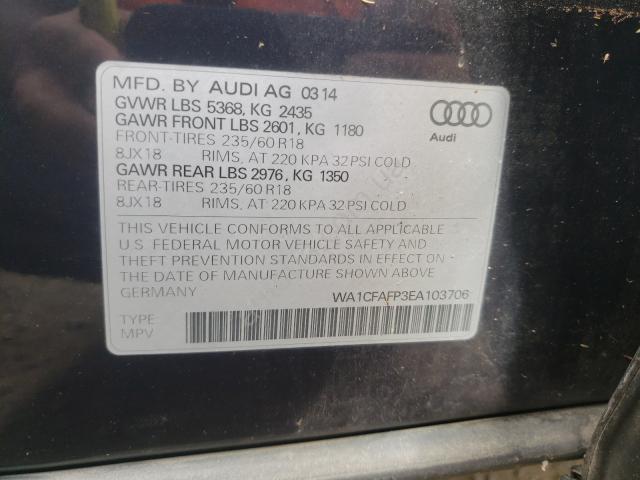 MFD. BY AUDI AG 03 14
GVWR LBS 5368, KG 2435
GAWR FRONT LBS 2601, KG 1180
FRONT-TIRES 235/60 R18
8JX18 RIMS, AT 220 KPA 32 PSI COLD
GAWR REAR LBS 2976, KG 1350
REAR-TIRES 235/60 R18
8JX18 RIMS, AT 220 KPA 32 PSI COLD
Audi
THIS VEHICLE CONFORMS TO ALL APPLICABLE
U.S. FEDERAL MOTOR VEHICLE SAFETY AND
THEFT PREVENTION STANDARDS IN EFFECT ON
THE DATE OF MANUFACTURE SHOWN ABOVE
GERMANY WA1CFAFP3EA103706
TYPE
MPV